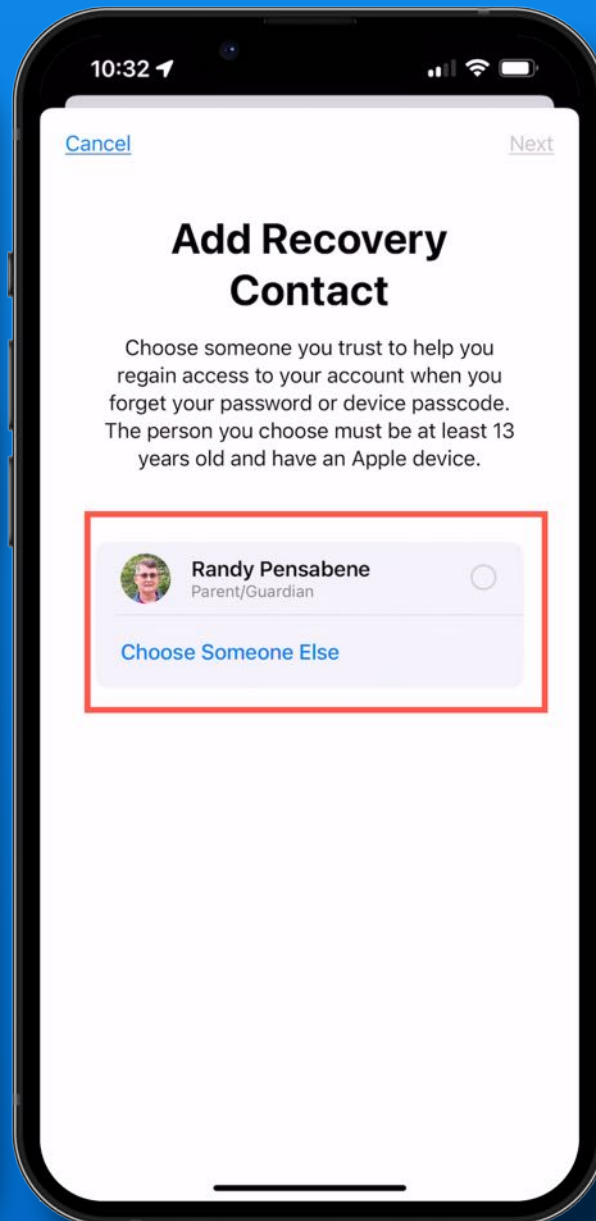 10:32
Cancel
Next
Add Recovery
Contact
Choose someone you trust to help you
regain access to your account when you
forget your password or device passcode.
The person you choose must be at least 13
years old and have an Apple device.
Randy Pensabene
Parent/Guardian
Choose Someone Else